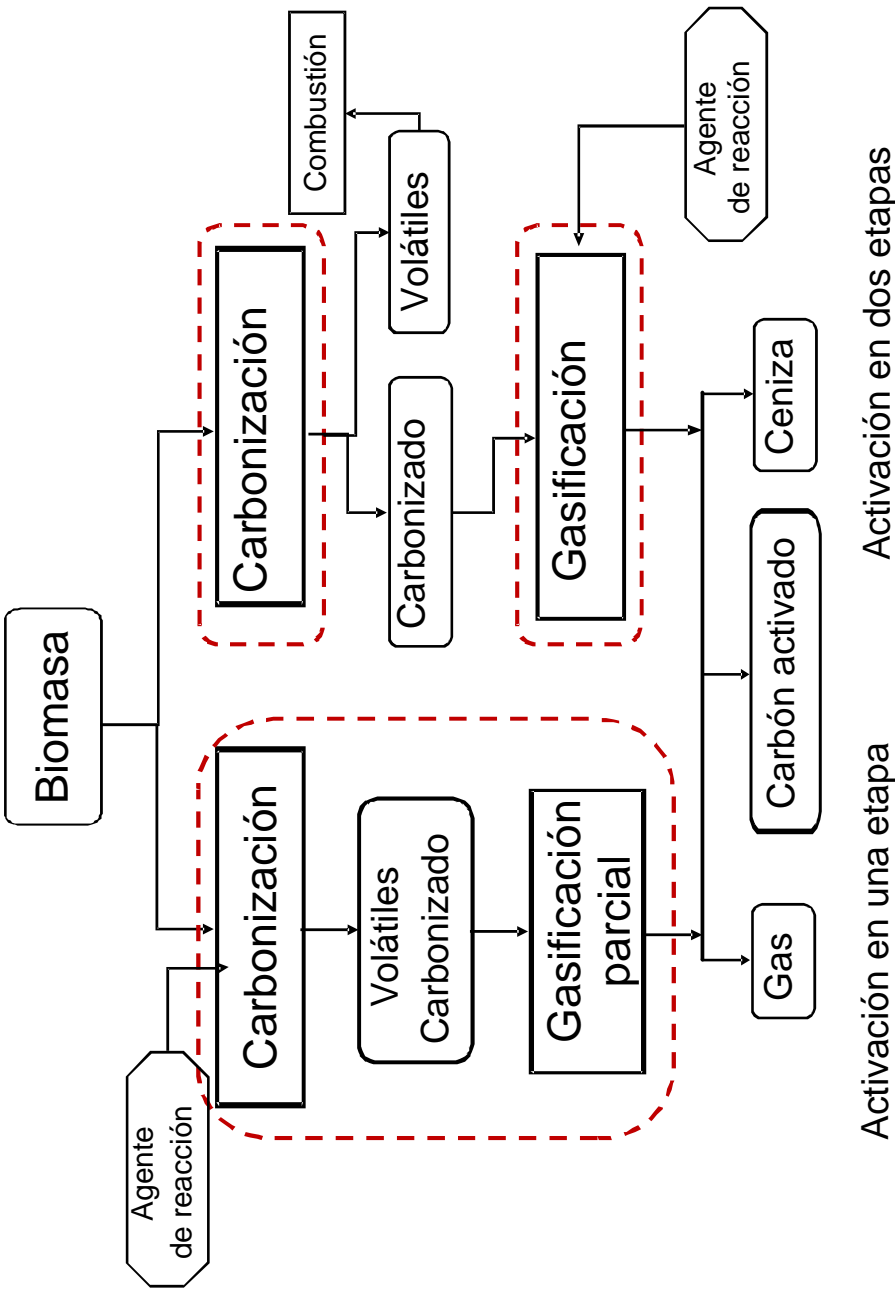 Biomasa
Agente
de reacción
Carbonización
Carbonización
Combustión
Volátiles
Carbonizado
Carbonizado
Volátiles
Gasificación
parcial
Gasificación
Agente
de reacción
Gas
Carbón activado
Ceniza
Activación en una etapa
Activación en dos etapas